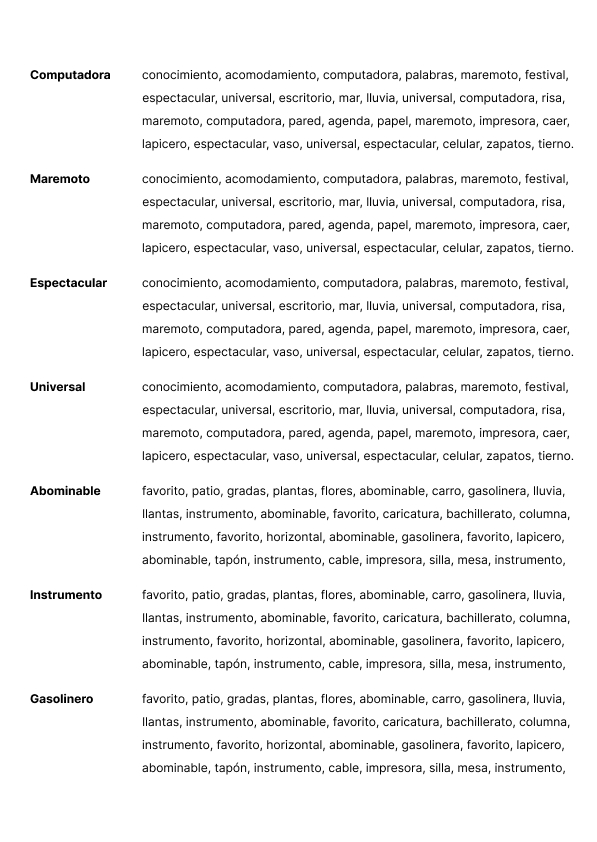 Computadora conocimiento, acomodamiento, computadora, palabras, maremoto, festival,
espectacular, universal, escritorio, mar, lluvia, universal, computadora, risa,
maremoto, computadora, pared, agenda, papel, maremoto, impresora, caer,
lapicero, espectacular, vaso, universal, espectacular, celular, zapatos, tierno.
Maremoto conocimiento, acomodamiento, computadora, palabras, maremoto, festival,
espectacular, universal, escritorio, mar, lluvia, universal, computadora, risa,
maremoto, computadora, pared, agenda, papel, maremoto, impresora, caer,
lapicero, espectacular, vaso, universal, espectacular, celular, zapatos, tierno.
Espectacular conocimiento, acomodamiento, computadora, palabras, maremoto, festival,
espectacular, universal, escritorio, mar, lluvia, universal, computadora, risa,
maremoto, computadora, pared, agenda, papel, maremoto, impresora, caer,
lapicero, espectacular, vaso, universal, espectacular, celular, zapatos, tierno.
Universal conocimiento, acomodamiento, computadora, palabras, maremoto, festival,
espectacular, universal, escritorio, mar, lluvia, universal, computadora, risa,
maremoto, computadora, pared, agenda, papel, maremoto, impresora, caer,
lapicero, espectacular, vaso, universal, espectacular, celular, zapatos, tierno.
Abominable favorito, patio, gradas, plantas, flores, abominable, carro, gasolinera, lluvia,
llantas, instrumento, abominable, favorito, caricatura, bachillerato, columna,
instrumento, favorito, horizontal, abominable, gasolinera, favorito, lapicero,
abominable, tapón, instrumento, cable, impresora, silla, mesa, instrumento,
Instrumento favorito, patio, gradas, plantas, flores, abominable, carro, gasolinera, lluvia,
llantas, instrumento, abominable, favorito, caricatura, bachillerato, columna,
instrumento, favorito, horizontal, abominable, gasolinera, favorito, lapicero,
abominable, tapón, instrumento, cable, impresora, silla, mesa, instrumento,
Gasolinero favorito, patio, gradas, plantas, flores, abominable, carro, gasolinera, lluvia,
llantas, instrumento, abominable, favorito, caricatura, bachillerato, columna,
instrumento, favorito, horizontal, abominable, gasolinera, favorito, lapicero,
abominable, tapón, instrumento, cable, impresora, silla, mesa, instrumento,